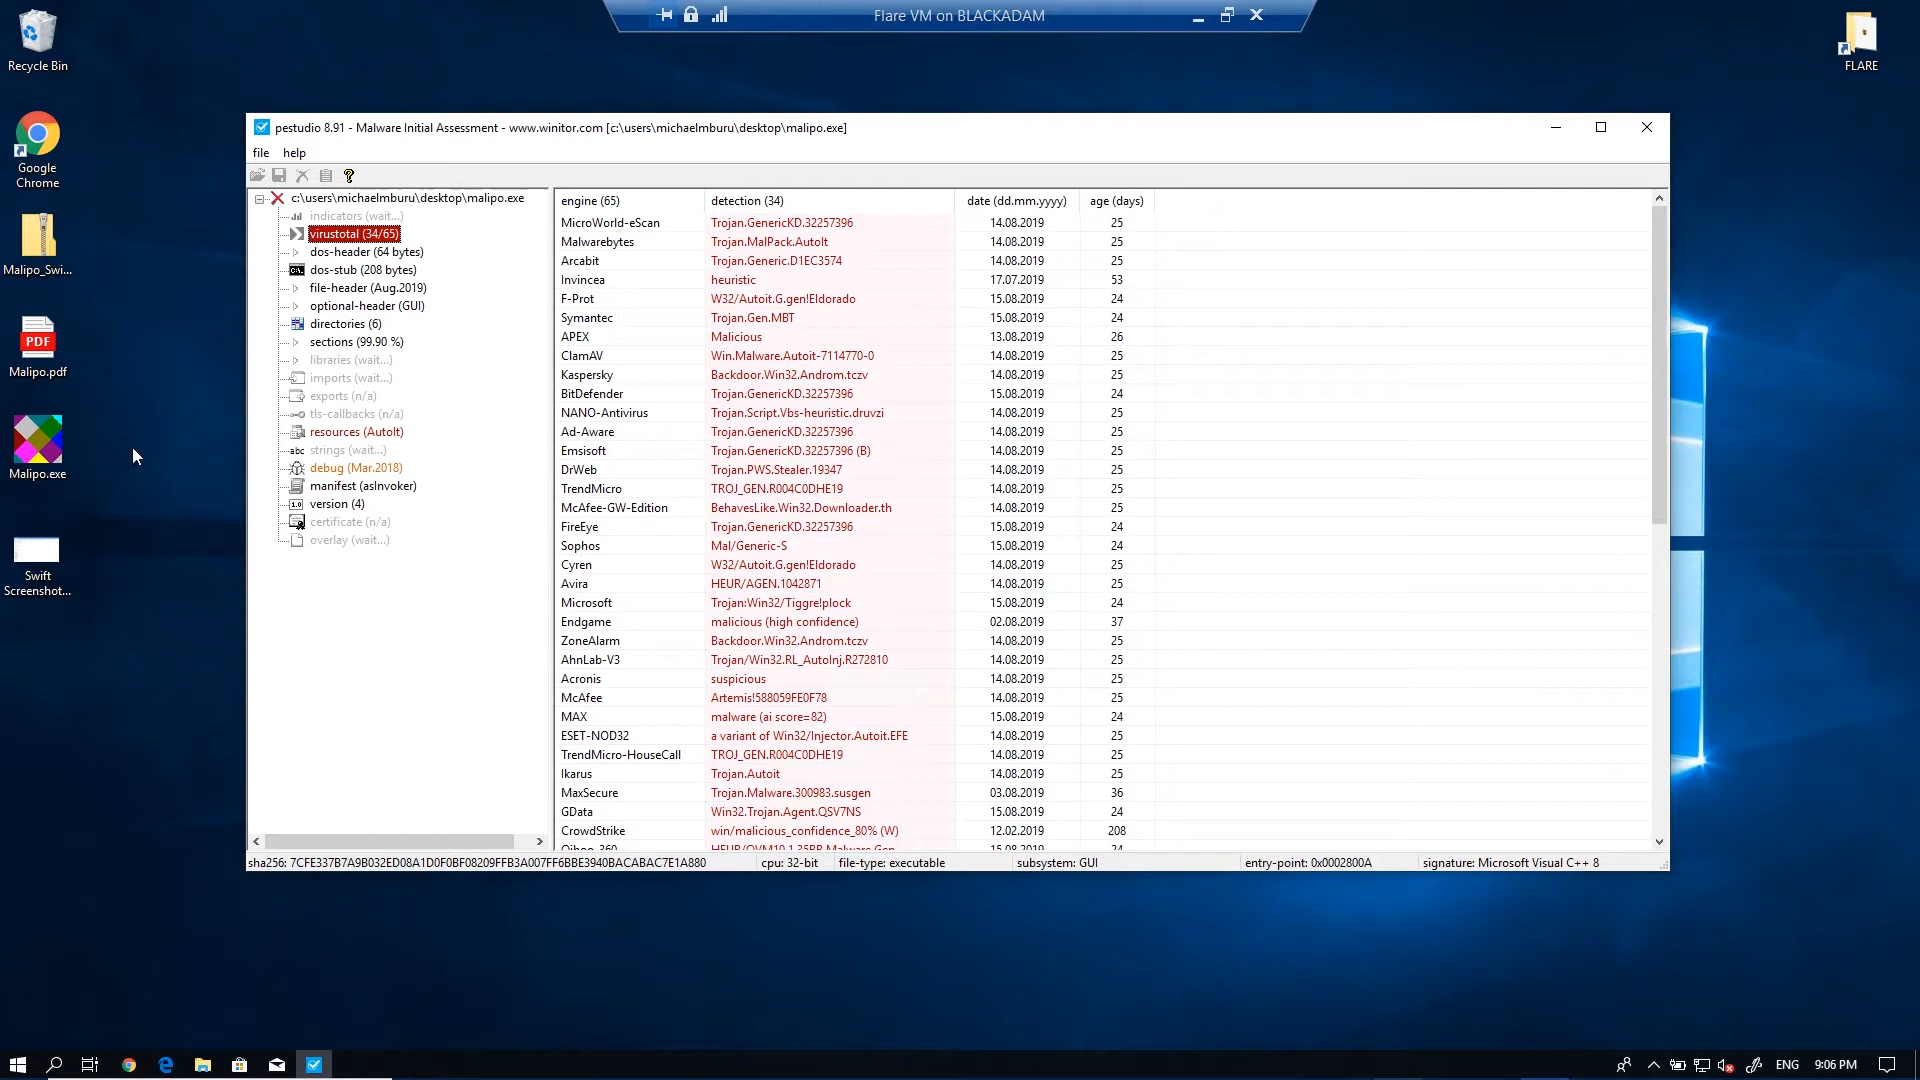 Flare VM on BLACKADAM
Recycle Bin
FLARE
Google
Chrome
Malipo_Swi...
PDF
Malipo.pdf
Malipo.exe
Swift
Screenshot...
pestudio 8.91 - Malware Initial Assessment - www.winitor.com [c:\users\michaelmburu\desktop\malipo.exe]
file help
c:\users\michaelmburu\desktop\malipo.exe
indicators (wait...)
virustotal (34/65)
dos-header (64 bytes)
dos-stub (208 bytes)
file-header (Aug.2019)
optional-header (GUI)
directories (6)
sections (99.90 %)
libraries (wait...)
imports (wait...)
exports (n/a)
tls-callbacks (n/a)
resources (AutoIt)
abc strings (wait...)
debug (Mar.2018)
manifest (asInvoker)
1.0 version (4)
certificate (n/a)
overlay (wait...)
engine (65) detection (34) date (dd.mm.yyyy) age (days)
MicroWorld-eScan Trojan.GenericKD.32257396 14.08.2019 25
Malwarebytes Trojan.MalPack.AutoIt 14.08.2019 25
Arcabit Trojan.Generic.D1EC3574 14.08.2019 25
Invincea heuristic 17.07.2019 53
F-Prot W32/Autoit.G.gen!Eldorado 15.08.2019 24
Symantec Trojan.Gen.MBT 15.08.2019 24
APEX Malicious 13.08.2019 26
ClamAV Win.Malware.Autoit-7114770-0 14.08.2019 25
Kaspersky Backdoor.Win32.Androm.tczv 14.08.2019 25
BitDefender Trojan.GenericKD.32257396 15.08.2019 24
NANO-Antivirus Trojan.Script.Vbs-heuristic.druvzi 14.08.2019 25
Ad-Aware Trojan.GenericKD.32257396 14.08.2019 25
Emsisoft Trojan.GenericKD.32257396 (B) 14.08.2019 25
DrWeb Trojan.PWS.Stealer.19347 14.08.2019 25
TrendMicro TROJ_GEN.R004C0DHE19 14.08.2019 25
McAfee-GW-Edition BehavesLike.Win32.Downloader.th 14.08.2019 25
FireEye Trojan.GenericKD.32257396 15.08.2019 24
Sophos Mal/Generic-S 15.08.2019 24
Cyren W32/Autoit.G.gen!Eldorado 14.08.2019 25
Avira HEUR/AGEN.1042871 14.08.2019 25
Microsoft Trojan:Win32/Tiggre!plock 15.08.2019 24
Endgame malicious (high confidence) 02.08.2019 37
ZoneAlarm Backdoor.Win32.Androm.tczv 14.08.2019 25
AhnLab-V3 Trojan/Win32.RL_AutoInj.R272810 14.08.2019 25
Acronis suspicious 14.08.2019 25
McAfee Artemis!588059FE0F78 14.08.2019 25
MAX malware (ai score=82) 15.08.2019 24
ESET-NOD32 a variant of Win32/Injector.Autoit.EFE 14.08.2019 25
TrendMicro-HouseCall TROJ_GEN.R004C0DHE19 14.08.2019 25
Ikarus Trojan.Autoit 14.08.2019 25
MaxSecure Trojan.Malware.300983.susgen 03.08.2019 36
GData Win32.Trojan.Agent.QSV7NS 15.08.2019 24
CrowdStrike win/malicious_confidence_80% (W) 12.02.2019 208
Qihoo-360 15.08.2019 24
sha256: 7CFE337B7A9B032ED08A1D0F0BF08209FFB3A007FF6BBE3940BACABAC7E1A880 cpu: 32-bit file-type: executable subsystem: GUI entry-point: 0x0002800A signature: Microsoft Visual C++ 8
ENG 9:06 PM